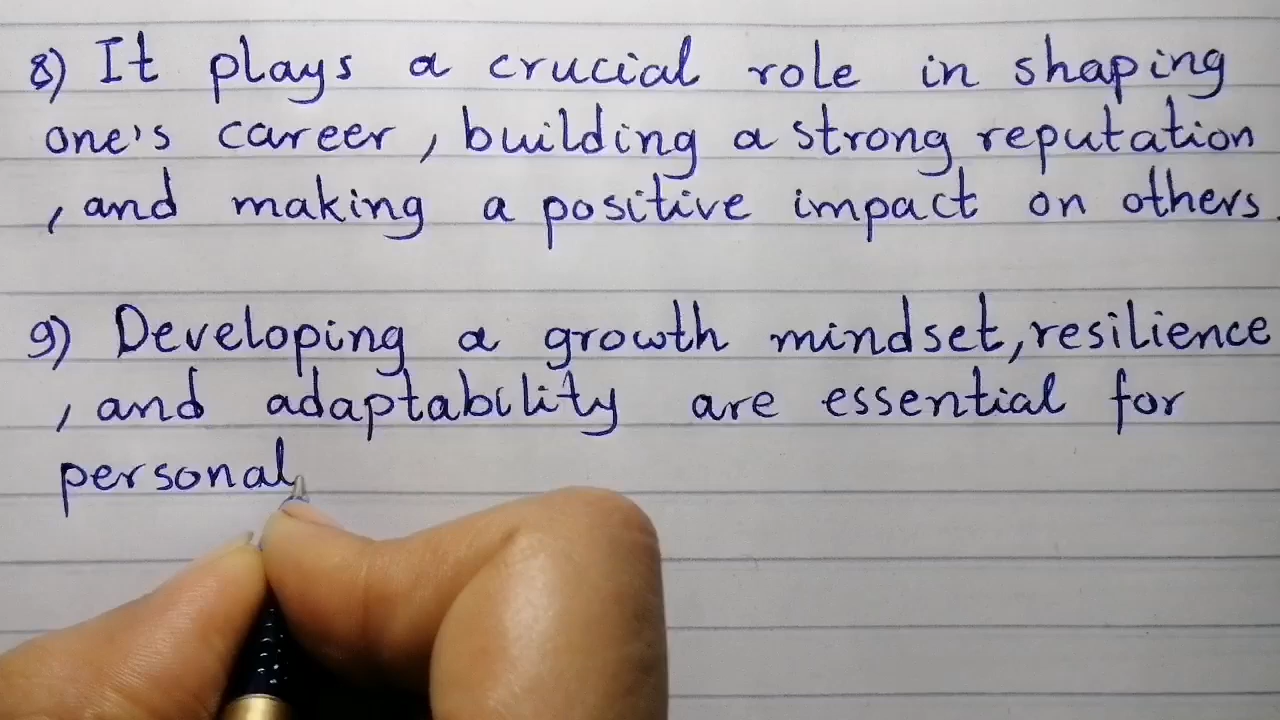 8) It plays a crucial role in shaping
one's career, building a strong reputation
, and making a positive impact on others.
9) Developing a growth mindset, resilience
, and adaptability are essential for
personal